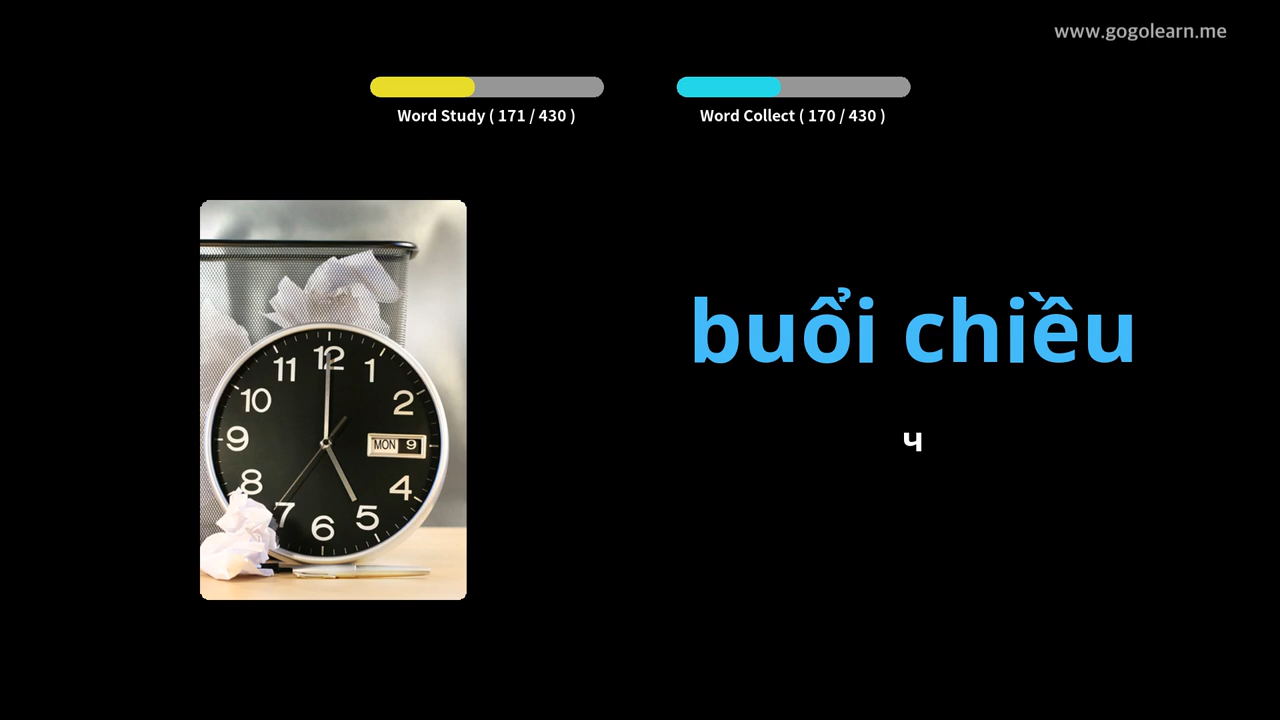 www.gogolearn.me
Word Study ( 171 / 430 )
Word Collect ( 170 / 430 )
buổi chiều
ч
12
11
1
10
2
9
MON 9
8
4
7
5
6